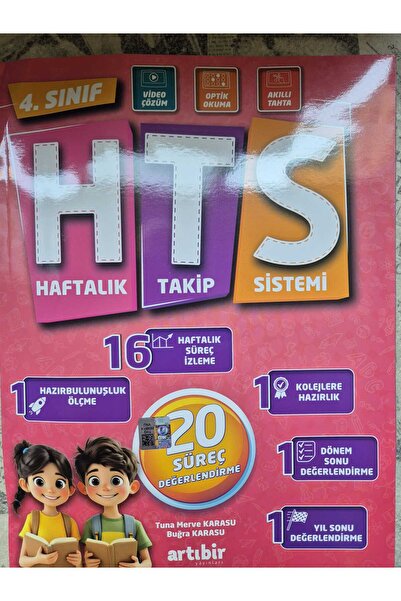 4. SINIF
VİDEO
ÇÖZÜM
OPTİK
OKUMA
AKILLI
TAHTA
HTS
HAFTALIK
TAKİP
SİSTEMİ
16
HAFTALIK
SÜREÇ
İZLEME
1
HAZIRBULUNUŞLUK
ÖLÇME
1
KOLEJLERE
HAZIRLIK
20
SÜREÇ
DEĞERLENDİRME
1
DÖNEM
SONU
DEĞERLENDİRME
1
YIL SONU
DEĞERLENDİRME
Tuna Merve KARASU
Buğra KARASU
artıbir
yayınları